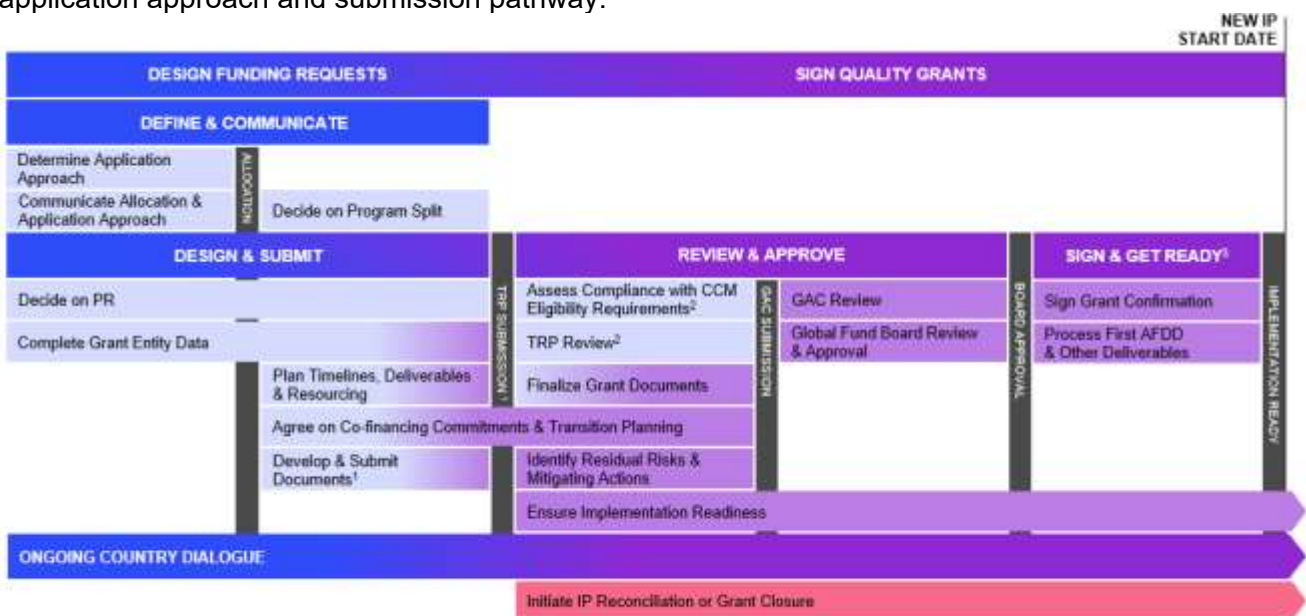 application approach and submission pathway.
NEW IP
START DATE
DESIGN FUNDING REQUESTS
SIGN QUALITY GRANTS
DEFINE & COMMUNICATE
Determine Application
Approach
Communicate Allocation &
Application Approach
ALLOCATION
Decide on Program Split
DESIGN & SUBMIT
REVIEW & APPROVE
SIGN & GET READY³
Decide on PR
Complete Grant Entity Data
Plan Timelines, Deliverables
& Resourcing
Agree on Co-financing Commitments & Transition Planning
Develop & Submit
Documents¹
TRP SUBMISSION ¹
Assess Compliance with CCM
Eligibility Requirements²
TRP Review²
Finalize Grant Documents
Identify Residual Risks &
Mitigating Actions
Ensure Implementation Readiness
GAC SUBMISSION
GAC Review
Global Fund Board Review
& Approval
BOARD APPROVAL
Sign Grant Confirmation
Process First AFDD
& Other Deliverables
IMPLEMENTATION READY
ONGOING COUNTRY DIALOGUE
Initiate IP Reconciliation or Grant Closure